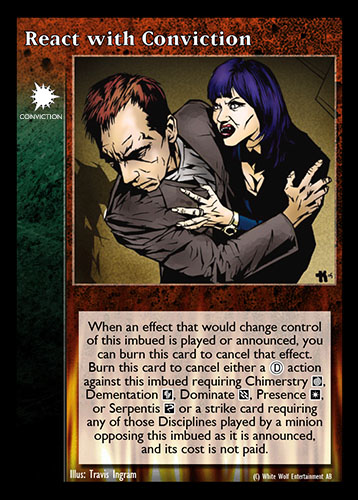 React with Conviction
CONVICTION
When an effect that would change control
of this imbued is played or announced, you
can burn this card to cancel that effect.
Burn this card to cancel either a Ⓓ action
against this imbued requiring Chimerstry,
Dementation, Dominate, Presence,
or Serpentis or a strike card requiring
any of those Disciplines played by a minion
opposing this imbued as it is announced,
and its cost is not paid.
Illus: Travis Ingram (C) White Wolf Entertainment AB